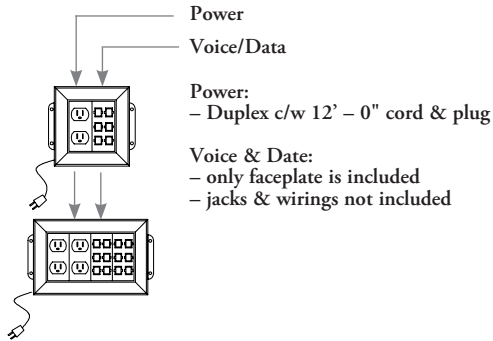 Power
Voice/Data
Power:
– Duplex c/w 12’ – 0" cord & plug
Voice & Date:
– only faceplate is included
– jacks & wirings not included